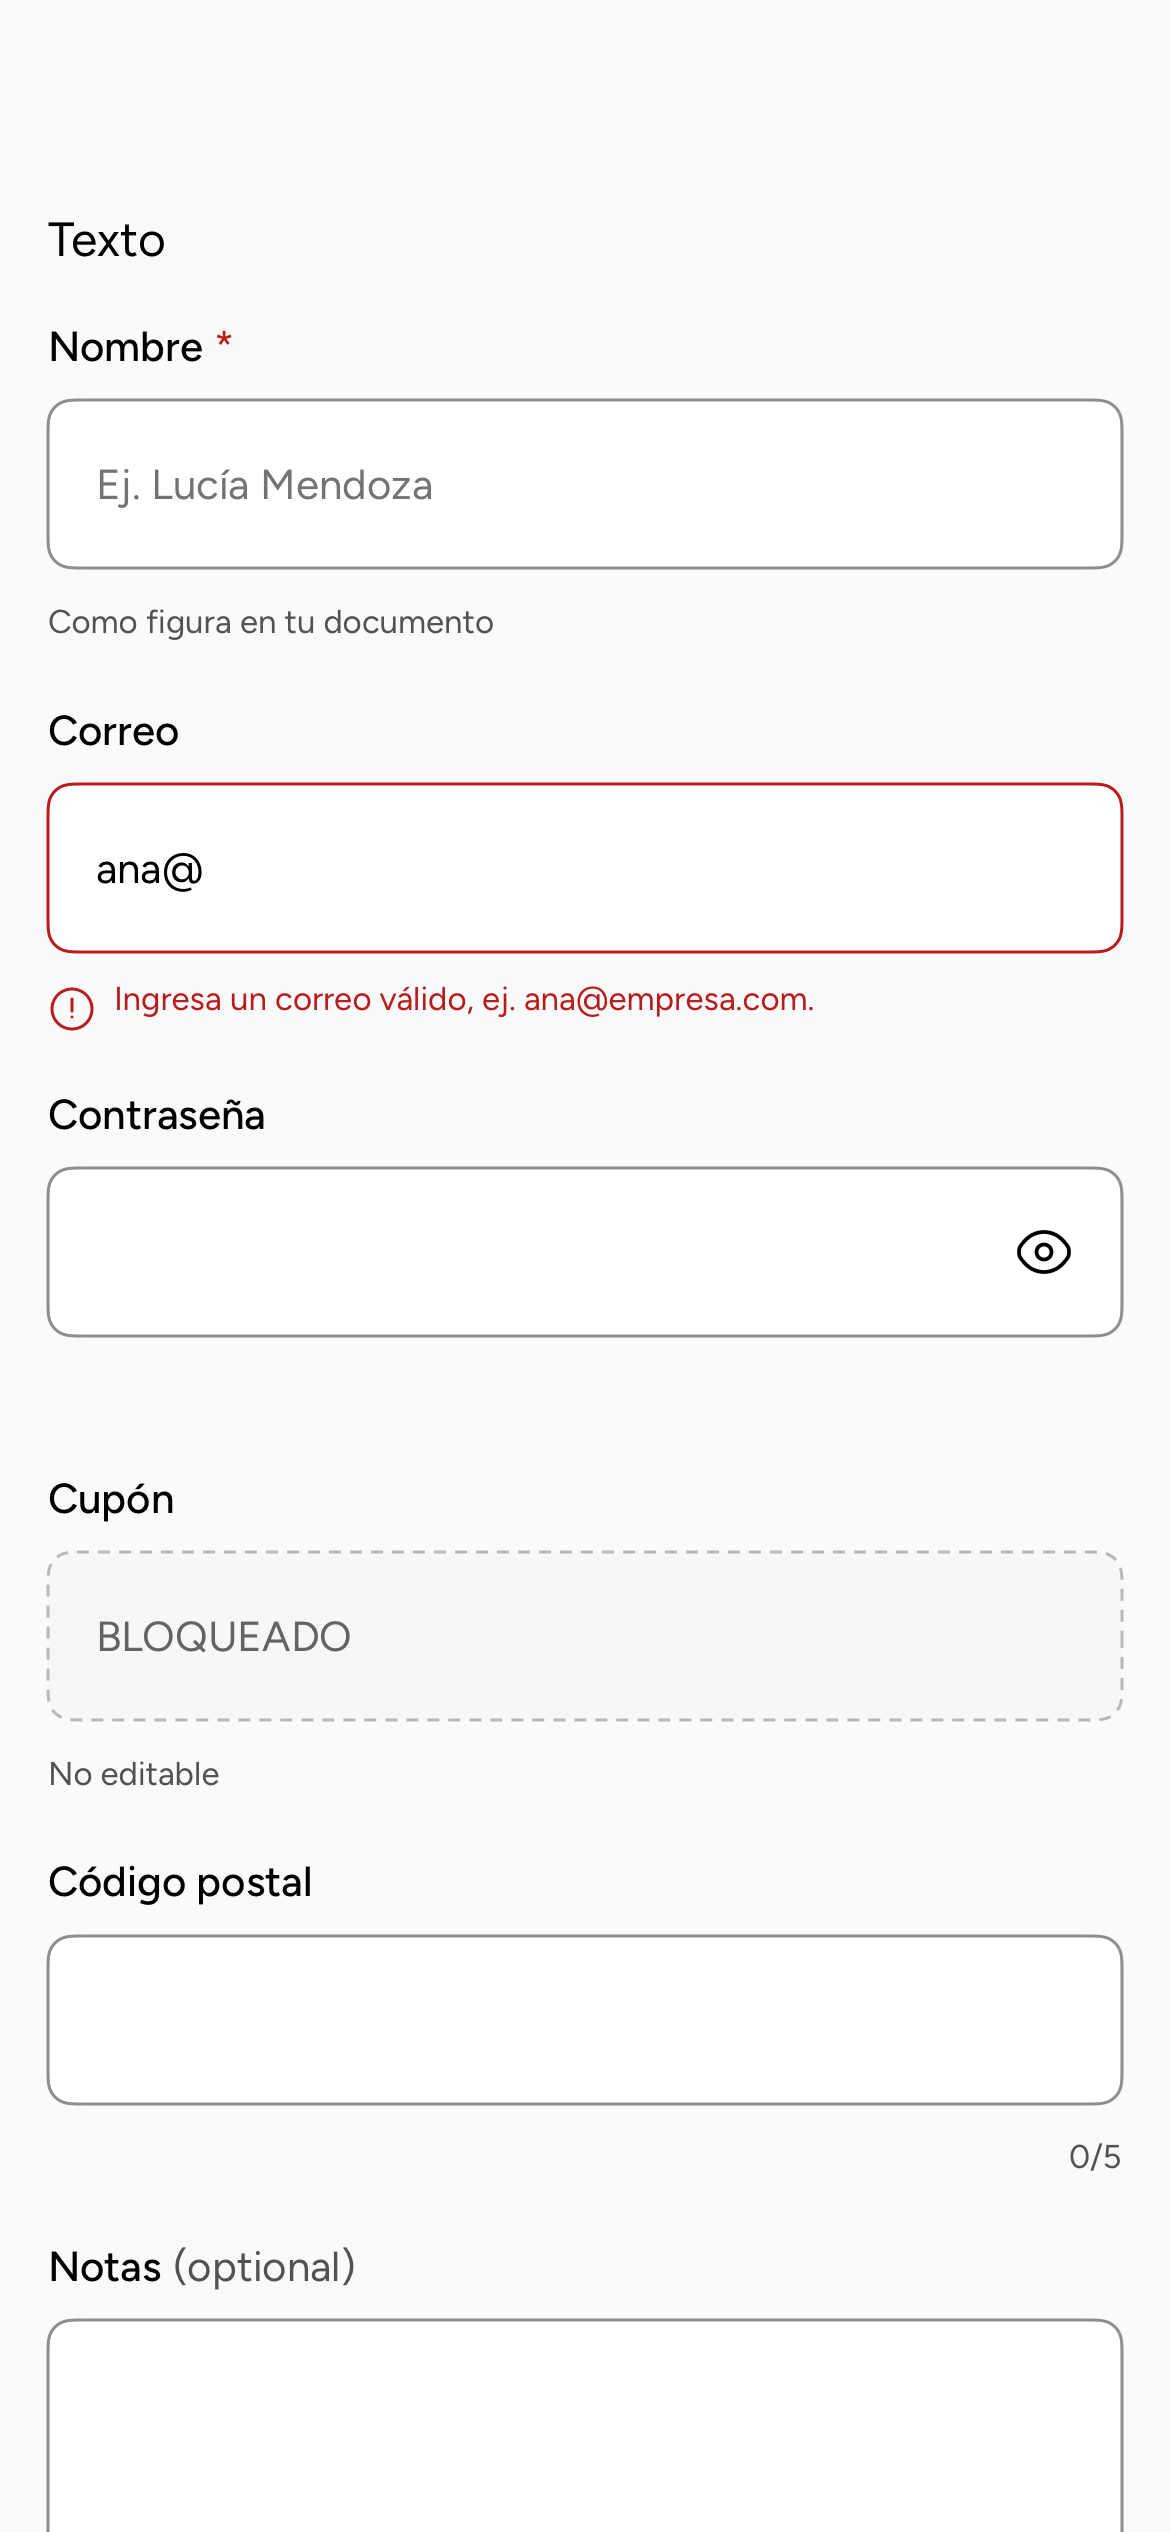 Texto
Nombre *
Ej. Lucía Mendoza
Como figura en tu documento
Correo
ana@
Ingresa un correo válido, ej. ana@empresa.com.
Contraseña
Cupón
BLOQUEADO
No editable
Código postal
0/5
Notas (optional)